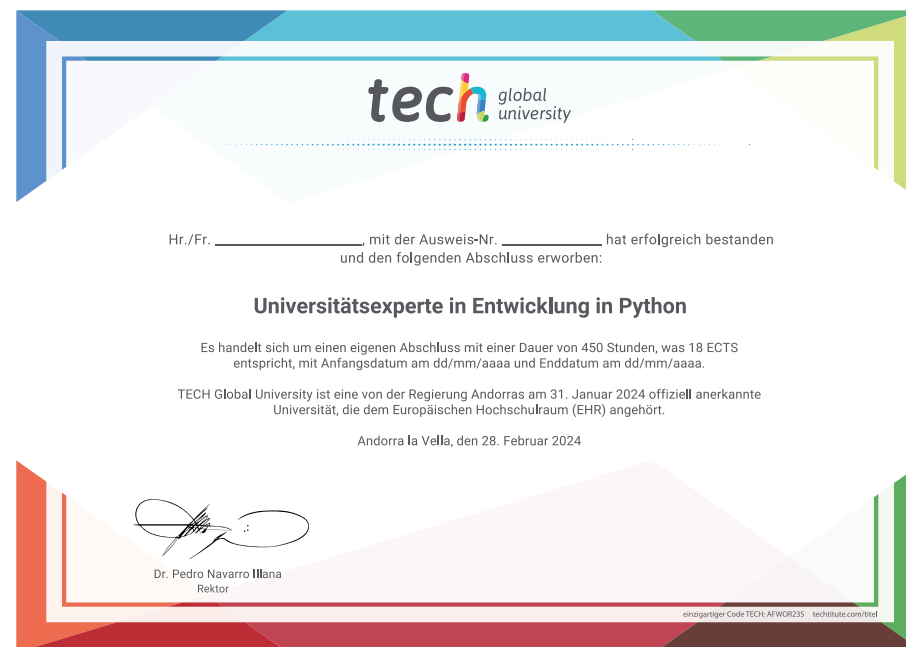 tech global university
Hr./Fr. ____________________, mit der Ausweis-Nr. ______________ hat erfolgreich bestanden
und den folgenden Abschluss erworben:
Universitätsexperte in Entwicklung in Python
Es handelt sich um einen eigenen Abschluss mit einer Dauer von 450 Stunden, was 18 ECTS
entspricht, mit Anfangsdatum am dd/mm/aaaa und Enddatum am dd/mm/aaaa.
TECH Global University ist eine von der Regierung Andorras am 31. Januar 2024 offiziell anerkannte
Universität, die dem Europäischen Hochschulraum (EHR) angehört.
Andorra la Vella, den 28. Februar 2024
Dr. Pedro Navarro Illana
Rektor
einzigartiger Code TECH: AFWOR235 techtitute.com/titel